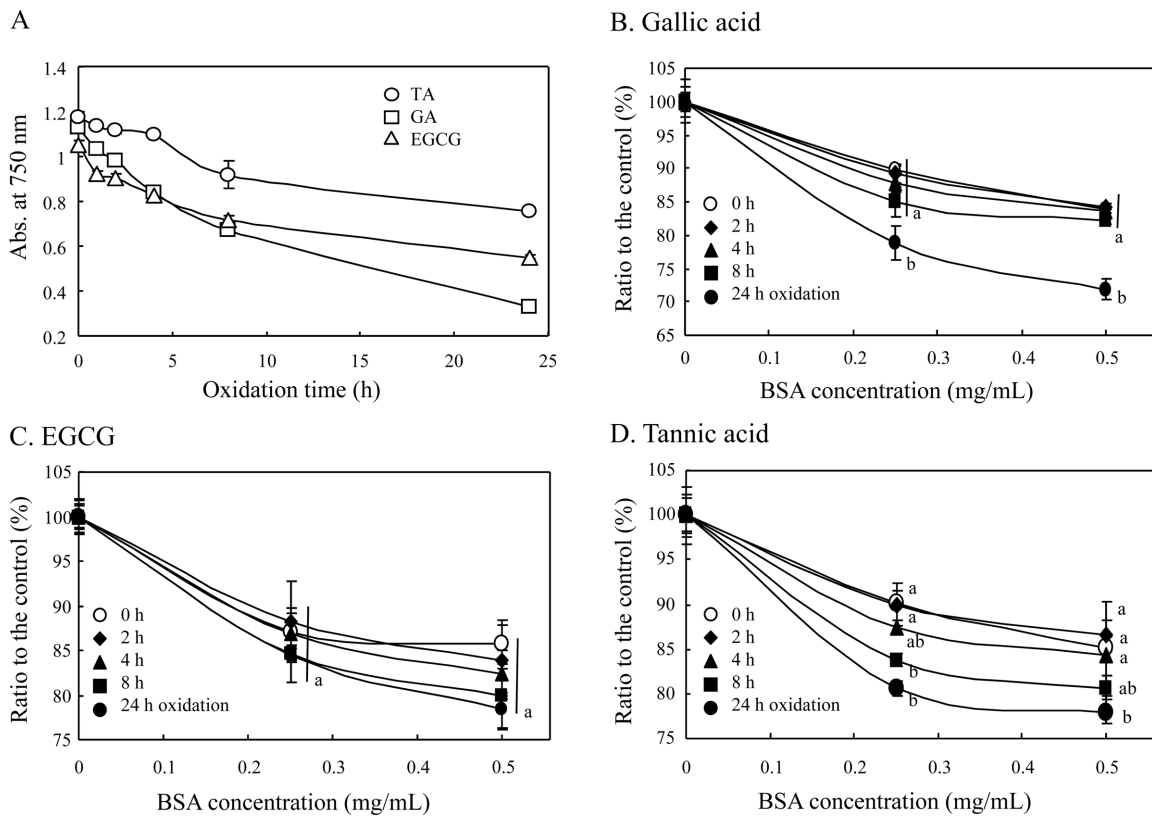 A
1.4
1.2
1
0.8
0.6
0.4
0.2
Abs. at 750 nm
TA
GA
EGCG
0
5
10
15
20
25
Oxidation time (h)
B. Gallic acid
105
100
95
90
85
80
75
70
65
Ratio to the control (%)
0 h
2 h
4 h
8 h
24 h oxidation
a
b
a
b
0
0.1
0.2
0.3
0.4
0.5
BSA concentration (mg/mL)
C. EGCG
105
100
95
90
85
80
75
Ratio to the control (%)
0 h
2 h
4 h
8 h
24 h oxidation
a
a
0
0.1
0.2
0.3
0.4
0.5
BSA concentration (mg/mL)
D. Tannic acid
105
100
95
90
85
80
75
Ratio to the control (%)
0 h
2 h
4 h
8 h
24 h oxidation
a
a
ab
b
b
a
a
a
ab
b
0
0.1
0.2
0.3
0.4
0.5
BSA concentration (mg/mL)